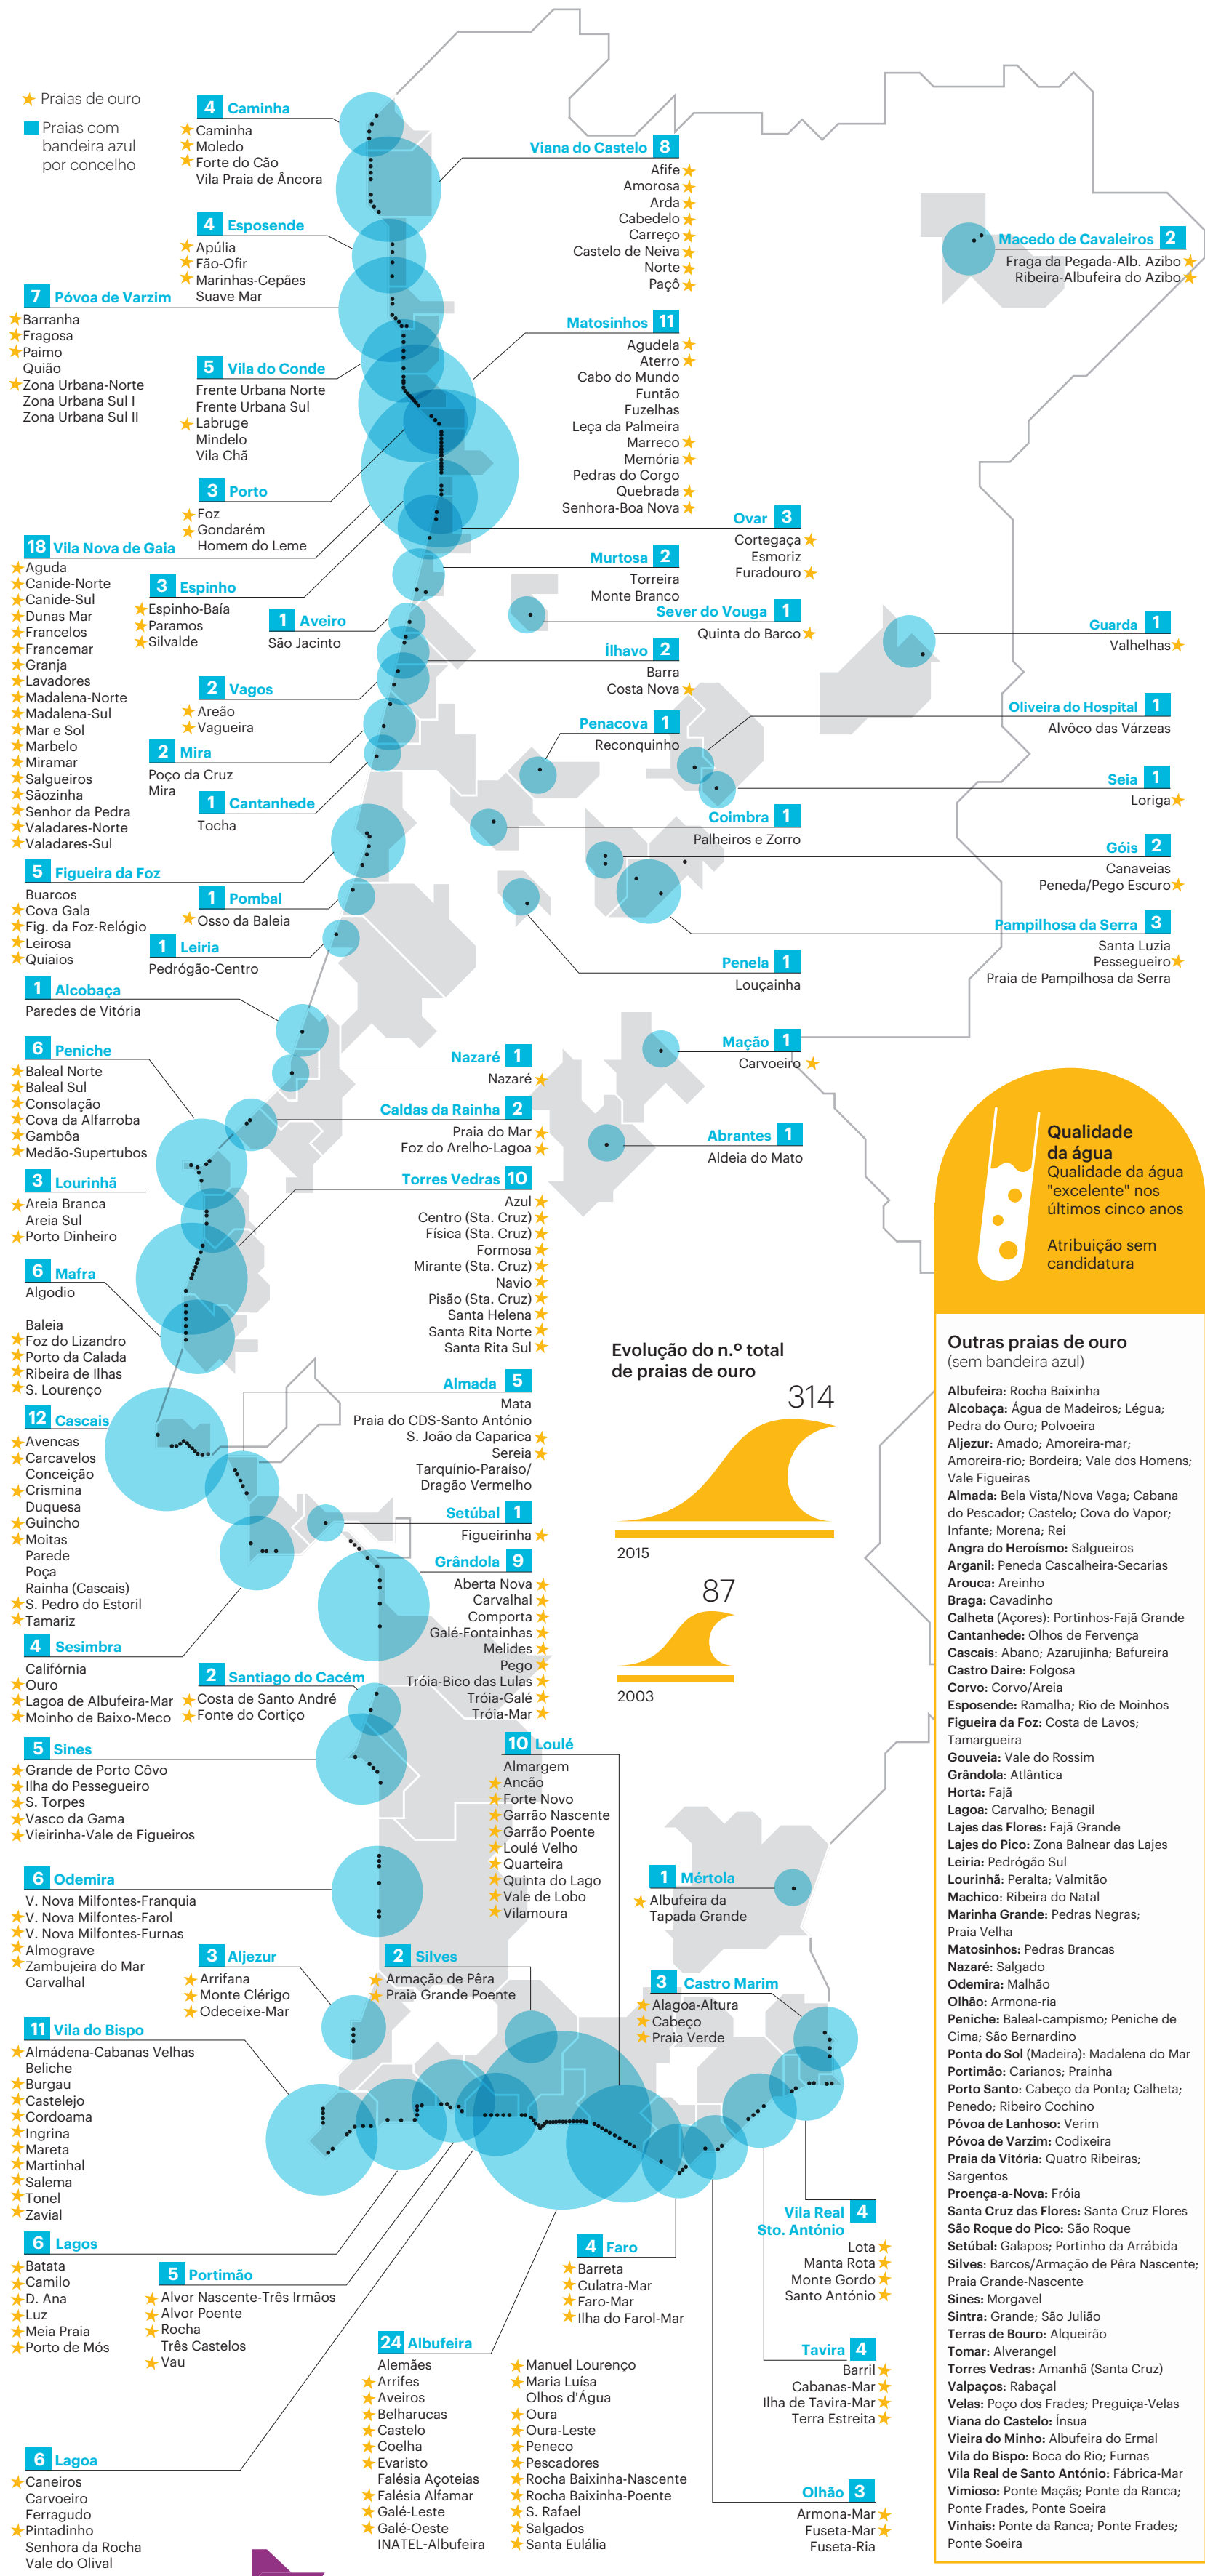 Praias de ouro
Praias com
bandeira azul
por concelho
4 Caminha
Caminha
Moledo
Forte do Cão
Vila Praia de Âncora
Viana do Castelo 8
Afife
Amorosa
Arda
Cabedelo
Carreço
Castelo de Neiva
Norte
Paçô
4 Esposende
Apúlia
Fão-Ofir
Marinhas-Cepães
Suave Mar
Macedo de Cavaleiros 2
Fraga da Pegada-Alb. Azibo
Ribeira-Albufeira do Azibo
7 Póvoa de Varzim
Barranha
Fragosa
Paimo
Quião
Zona Urbana-Norte
Zona Urbana Sul I
Zona Urbana Sul II
Matosinhos 11
Agudela
Aterro
Cabo do Mundo
Funtão
Fuzelhas
Leça da Palmeira
Marreco
Memória
Pedras do Corgo
Quebrada
Senhora-Boa Nova
5 Vila do Conde
Frente Urbana Norte
Frente Urbana Sul
Labruge
Mindelo
Vila Chã
3 Porto
Foz
Gondarém
Homem do Leme
Ovar 3
Cortegaça
Esmoriz
Furadouro
18 Vila Nova de Gaia
Aguda
Canide-Norte
Canide-Sul
Dunas Mar
Francelos
Francemar
Granja
Lavadores
Madalena-Norte
Madalena-Sul
Mar e Sol
Marbelo
Miramar
Salgueiros
Sãozinha
Senhor da Pedra
Valadares-Norte
Valadares-Sul
3 Espinho
Espinho-Baía
Paramos
Silvalde
Murtosa 2
Torreira
Monte Branco
1 Aveiro
São Jacinto
Sever do Vouga 1
Quinta do Barco
Guarda 1
Valhelhas
Ílhavo 2
Barra
Costa Nova
2 Vagos
Areão
Vagueira
Oliveira do Hospital 1
Alvôco das Várzeas
Penacova 1
Reconquinho
2 Mira
Poço da Cruz
Mira
Seia 1
Loriga
1 Cantanhede
Tocha
Coimbra 1
Palheiros e Zorro
Góis 2
Canaveias
Peneda/Pego Escuro
5 Figueira da Foz
Buarcos
Cova Gala
Fig. da Foz-Relógio
Leirosa
Quiaios
1 Pombal
Osso da Baleia
Pampilhosa da Serra 3
Santa Luzia
Pessegueiro
Praia de Pampilhosa da Serra
1 Leiria
Pedrógão-Centro
Penela 1
Louçainha
1 Alcobaça
Paredes de Vitória
Mação 1
Carvoeiro
6 Peniche
Baleal Norte
Baleal Sul
Consolação
Cova da Alfarroba
Gambôa
Medão-Supertubos
Nazaré 1
Nazaré
Caldas da Rainha 2
Praia do Mar
Foz do Arelho-Lagoa
Abrantes 1
Aldeia do Mato
3 Lourinhã
Areia Branca
Areia Sul
Porto Dinheiro
Torres Vedras 10
Azul
Centro (Sta. Cruz)
Física (Sta. Cruz)
Formosa
Mirante (Sta. Cruz)
Navio
Pisão (Sta. Cruz)
Santa Helena
Santa Rita Norte
Santa Rita Sul
6 Mafra
Algodio
Baleia
Foz do Lizandro
Porto da Calada
Ribeira de Ilhas
S. Lourenço
Almada 5
Mata
Praia do CDS-Santo António
S. João da Caparica
Sereia
Tarquínio-Paraíso/
Dragão Vermelho
12 Cascais
Avencas
Carcavelos
Conceição
Crismina
Duquesa
Guincho
Moitas
Parede
Poça
Rainha (Cascais)
S. Pedro do Estoril
Tamariz
Setúbal 1
Figueirinha
Grândola 9
Aberta Nova
Carvalhal
Comporta
Galé-Fontainhas
Melides
Pego
Tróia-Bico das Lulas
Tróia-Galé
Tróia-Mar
4 Sesimbra
Califórnia
Ouro
Lagoa de Albufeira-Mar
Moinho de Baixo-Meco
2 Santiago do Cacém
Costa de Santo André
Fonte do Cortiço
5 Sines
Grande de Porto Côvo
Ilha do Pessegueiro
S. Torpes
Vasco da Gama
Vieirinha-Vale de Figueiros
10 Loulé
Almargem
Ancão
Forte Novo
Garrão Nascente
Garrão Poente
Loulé Velho
Quarteira
Quinta do Lago
Vale de Lobo
Vilamoura
6 Odemira
V. Nova Milfontes-Franquia
V. Nova Milfontes-Farol
V. Nova Milfontes-Furnas
Almograve
Zambujeira do Mar
Carvalhal
1 Mértola
Albufeira da
Tapada Grande
3 Aljezur
Arrifana
Monte Clérigo
Odeceixe-Mar
2 Silves
Armação de Pêra
Praia Grande Poente
3 Castro Marim
Alagoa-Altura
Cabeço
Praia Verde
11 Vila do Bispo
Almádena-Cabanas Velhas
Beliche
Burgau
Castelejo
Cordoama
Ingrina
Mareta
Martinhal
Salema
Tonel
Zavial
6 Lagos
Batata
Camilo
D. Ana
Luz
Meia Praia
Porto de Mós
5 Portimão
Alvor Nascente-Três Irmãos
Alvor Poente
Rocha
Três Castelos
Vau
4 Faro
Barreta
Culatra-Mar
Faro-Mar
Ilha do Farol-Mar
Vila Real 4
Sto. António
Lota
Manta Rota
Monte Gordo
Santo António
Tavira 4
Barril
Cabanas-Mar
Ilha de Tavira-Mar
Terra Estreita
24 Albufeira
Alemães
Arrifes
Aveiros
Belharucas
Castelo
Coelha
Evaristo
Falésia Açoteias
Falésia Alfamar
Galé-Leste
Galé-Oeste
INATEL-Albufeira
Manuel Lourenço
Maria Luísa
Olhos d'Água
Oura
Oura-Leste
Peneco
Pescadores
Rocha Baixinha-Nascente
Rocha Baixinha-Poente
S. Rafael
Salgados
Santa Eulália
6 Lagoa
Caneiros
Carvoeiro
Ferragudo
Pintadinho
Senhora da Rocha
Vale do Olival
Olhão 3
Armona-Mar
Fuseta-Mar
Fuseta-Ria
Evolução do n.º total
de praias de ouro
314
2015
87
2003
Qualidade
da água
Qualidade da água
"excelente" nos
últimos cinco anos
Atribuição sem
candidatura
Outras praias de ouro
(sem bandeira azul)
Albufeira: Rocha Baixinha
Alcobaça: Água de Madeiros; Légua;
Pedra do Ouro; Polvoeira
Aljezur: Amado; Amoreira-mar;
Amoreira-rio; Bordeira; Vale dos Homens;
Vale Figueiras
Almada: Bela Vista/Nova Vaga; Cabana
do Pescador; Castelo; Cova do Vapor;
Infante; Morena; Rei
Angra do Heroísmo: Salgueiros
Arganil: Peneda Cascalheira-Secarias
Arouca: Areinho
Braga: Cavadinho
Calheta (Açores): Portinhos-Fajã Grande
Cantanhede: Olhos de Fervença
Cascais: Abano; Azarujinha; Bafureira
Castro Daire: Folgosa
Corvo: Corvo/Areia
Esposende: Ramalha; Rio de Moinhos
Figueira da Foz: Costa de Lavos;
Tamargueira
Gouveia: Vale do Rossim
Grândola: Atlântica
Horta: Fajã
Lagoa: Carvalho; Benagil
Lajes das Flores: Fajã Grande
Lajes do Pico: Zona Balnear das Lajes
Leiria: Pedrógão Sul
Lourinhã: Peralta; Valmitão
Machico: Ribeira do Natal
Marinha Grande: Pedras Negras;
Praia Velha
Matosinhos: Pedras Brancas
Nazaré: Salgado
Odemira: Malhão
Olhão: Armona-ria
Peniche: Baleal-campismo; Peniche de
Cima; São Bernardino
Ponta do Sol (Madeira): Madalena do Mar
Portimão: Carianos; Prainha
Porto Santo: Cabeço da Ponta; Calheta;
Penedo; Ribeiro Cochino
Póvoa de Lanhoso: Verim
Póvoa de Varzim: Codixeira
Praia da Vitória: Quatro Ribeiras;
Sargentos
Proença-a-Nova: Fróia
Santa Cruz das Flores: Santa Cruz Flores
São Roque do Pico: São Roque
Setúbal: Galapos; Portinho da Arrábida
Silves: Barcos/Armação de Pêra Nascente;
Praia Grande-Nascente
Sines: Morgavel
Sintra: Grande; São Julião
Terras de Bouro: Alqueirão
Tomar: Alverangel
Torres Vedras: Amanhã (Santa Cruz)
Valpaços: Rabaçal
Velas: Poço dos Frades; Preguiça-Velas
Viana do Castelo: Ínsua
Vieira do Minho: Albufeira do Ermal
Vila do Bispo: Boca do Rio; Furnas
Vila Real de Santo António: Fábrica-Mar
Vimioso: Ponte Maçãs; Ponte da Ranca;
Ponte Frades, Ponte Soeira
Vinhais: Ponte da Ranca; Ponte Frades;
Ponte Soeira